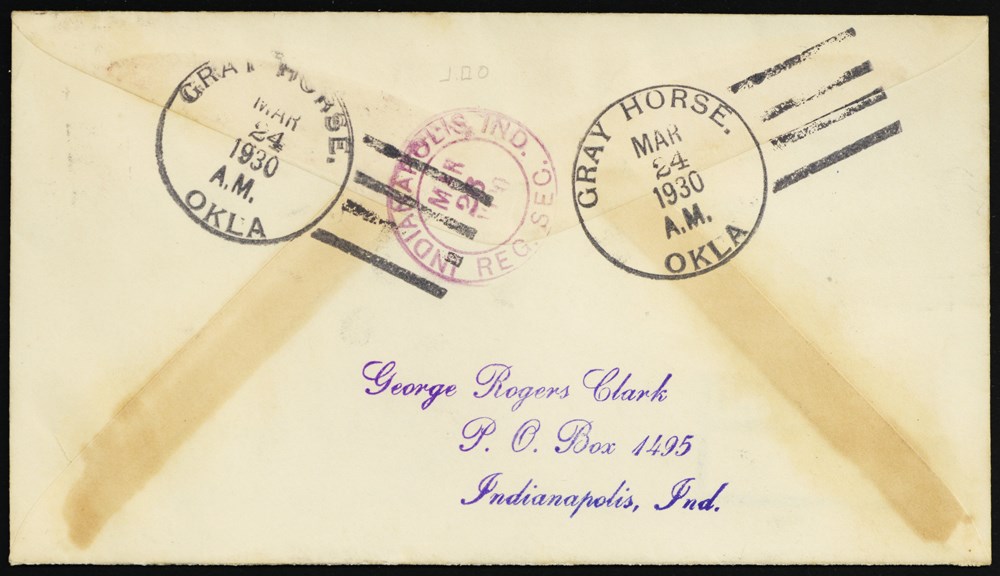 GRAY HORSE.
MAR
24
1930
A.M.
OKLA
INDIANAPOLIS, IND.
MAR
23
REG. SEC.
GRAY HORSE.
MAR
24
1930
A.M.
OKLA
George Rogers Clark
P. O. Box 1495
Indianapolis, Ind.